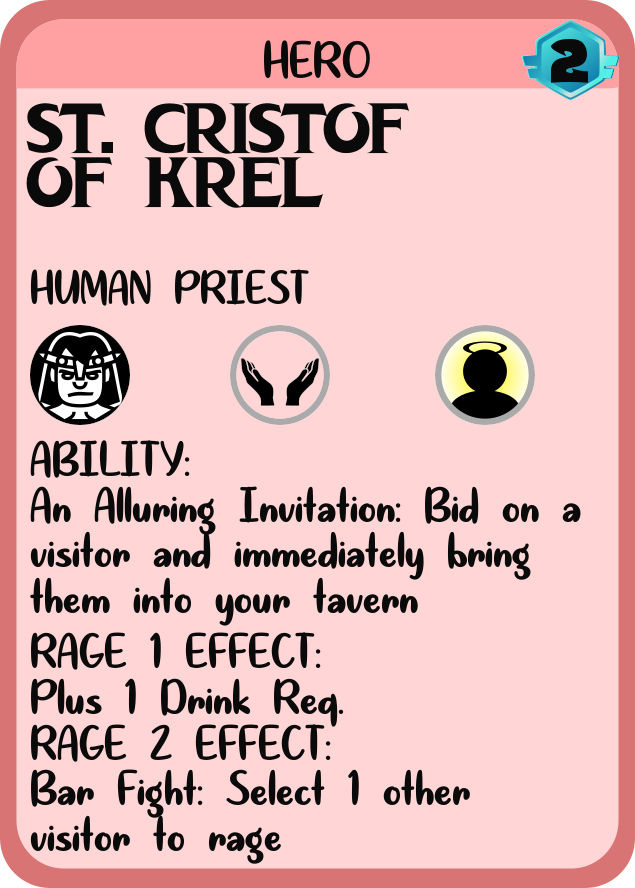 HERO
2
ST. CRISTOF
OF KREL
HUMAN PRIEST
ABILITY:
An Alluring Invitation: Bid on a
visitor and immediately bring
them into your tavern
RAGE 1 EFFECT:
Plus 1 Drink Req.
RAGE 2 EFFECT:
Bar Fight: Select 1 other
visitor to rage